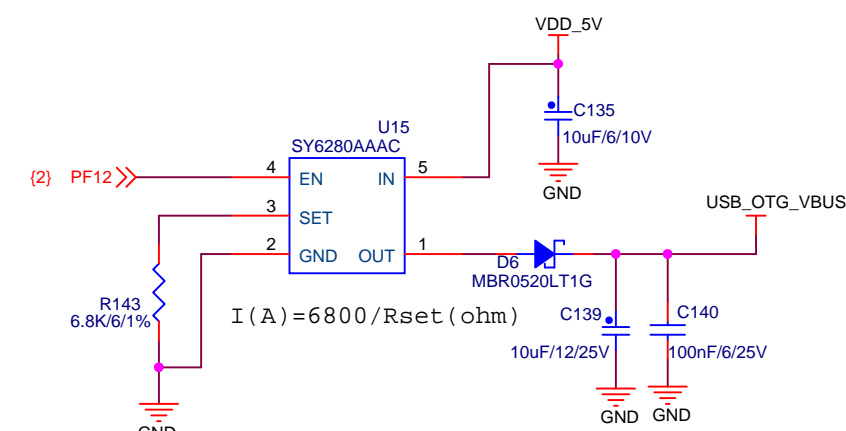 VDD_5V
C135
10uF/6/10V
GND
U15
SY6280AAAC
{2} PF12
4 EN IN 5
3 SET
2 GND OUT 1
USB_OTG_VBUS
D6
MBR0520LT1G
R143
6.8K/6/1%
I(A)=6800/Rset(ohm)
C139
10uF/12/25V
C140
100nF/6/25V
GND
GND
GND